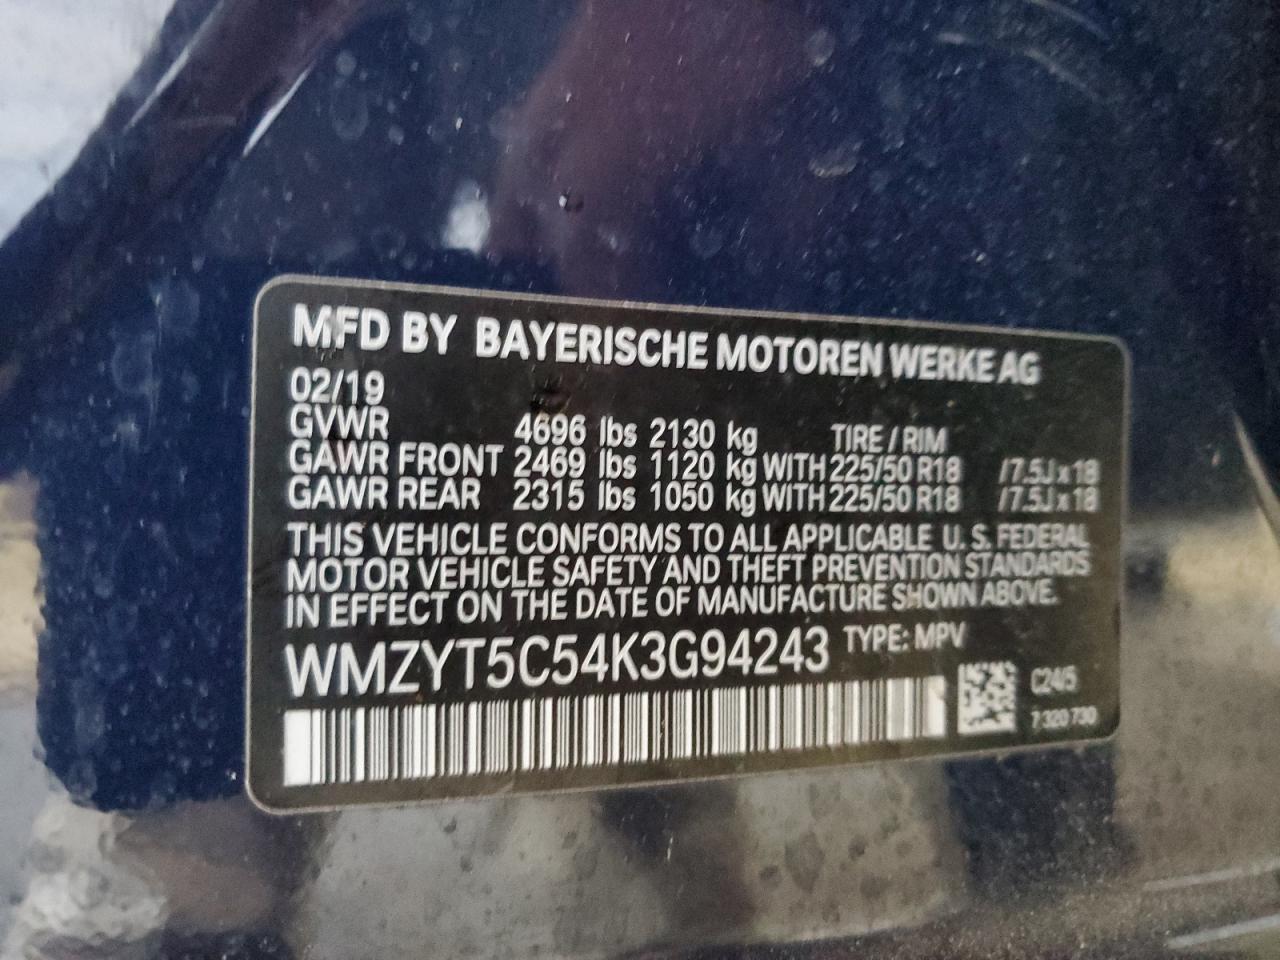 MFD BY BAYERISCHE MOTOREN WERKE AG
02/19
GVWR 4696 lbs 2130 kg TIRE / RIM
GAWR FRONT 2469 lbs 1120 kg WITH 225/50 R18 /7.5J x 18
GAWR REAR 2315 lbs 1050 kg WITH 225/50 R18 /7.5J x 18
THIS VEHICLE CONFORMS TO ALL APPLICABLE U. S. FEDERAL
MOTOR VEHICLE SAFETY AND THEFT PREVENTION STANDARDS
IN EFFECT ON THE DATE OF MANUFACTURE SHOWN ABOVE.
WMZYT5C54K3G94243 TYPE: MPV
C24/5
7 320 730